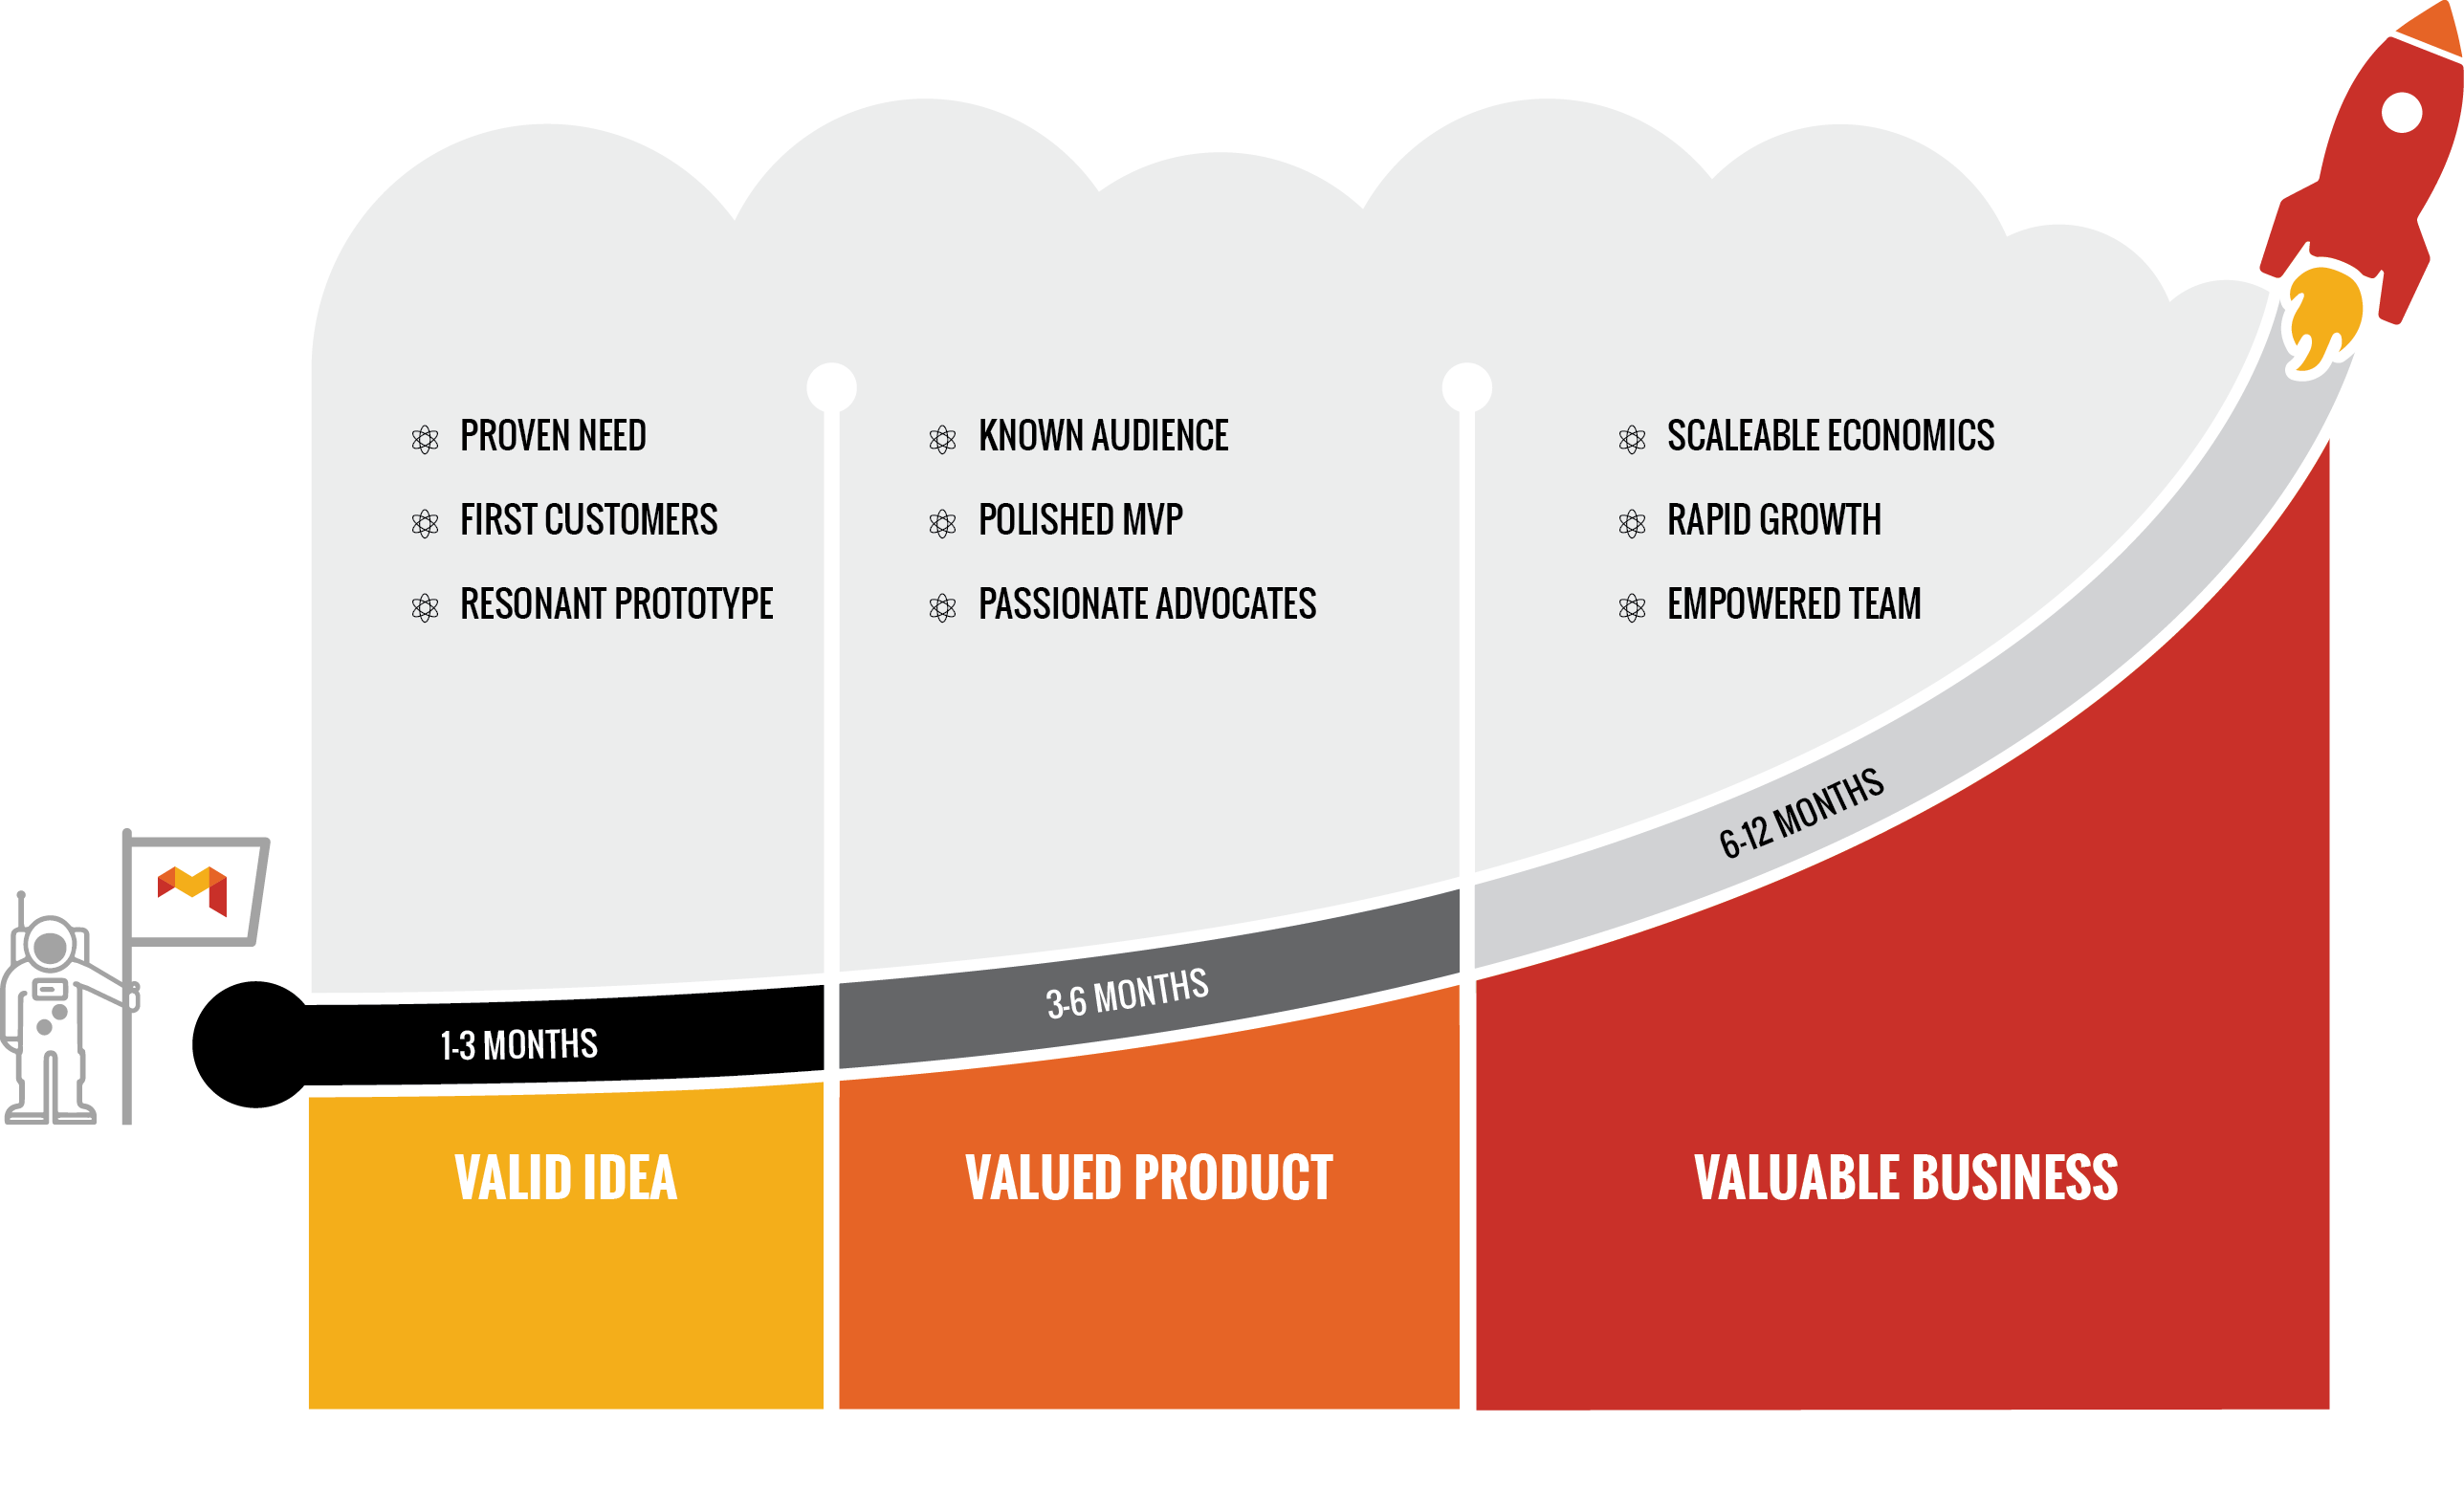 PROVEN NEED
FIRST CUSTOMERS
RESONANT PROTOTYPE
KNOWN AUDIENCE
POLISHED MVP
PASSIONATE ADVOCATES
SCALEABLE ECONOMICS
RAPID GROWTH
EMPOWERED TEAM
1-3 MONTHS
3-6 MONTHS
6-12 MONTHS
VALID IDEA
VALUED PRODUCT
VALUABLE BUSINESS